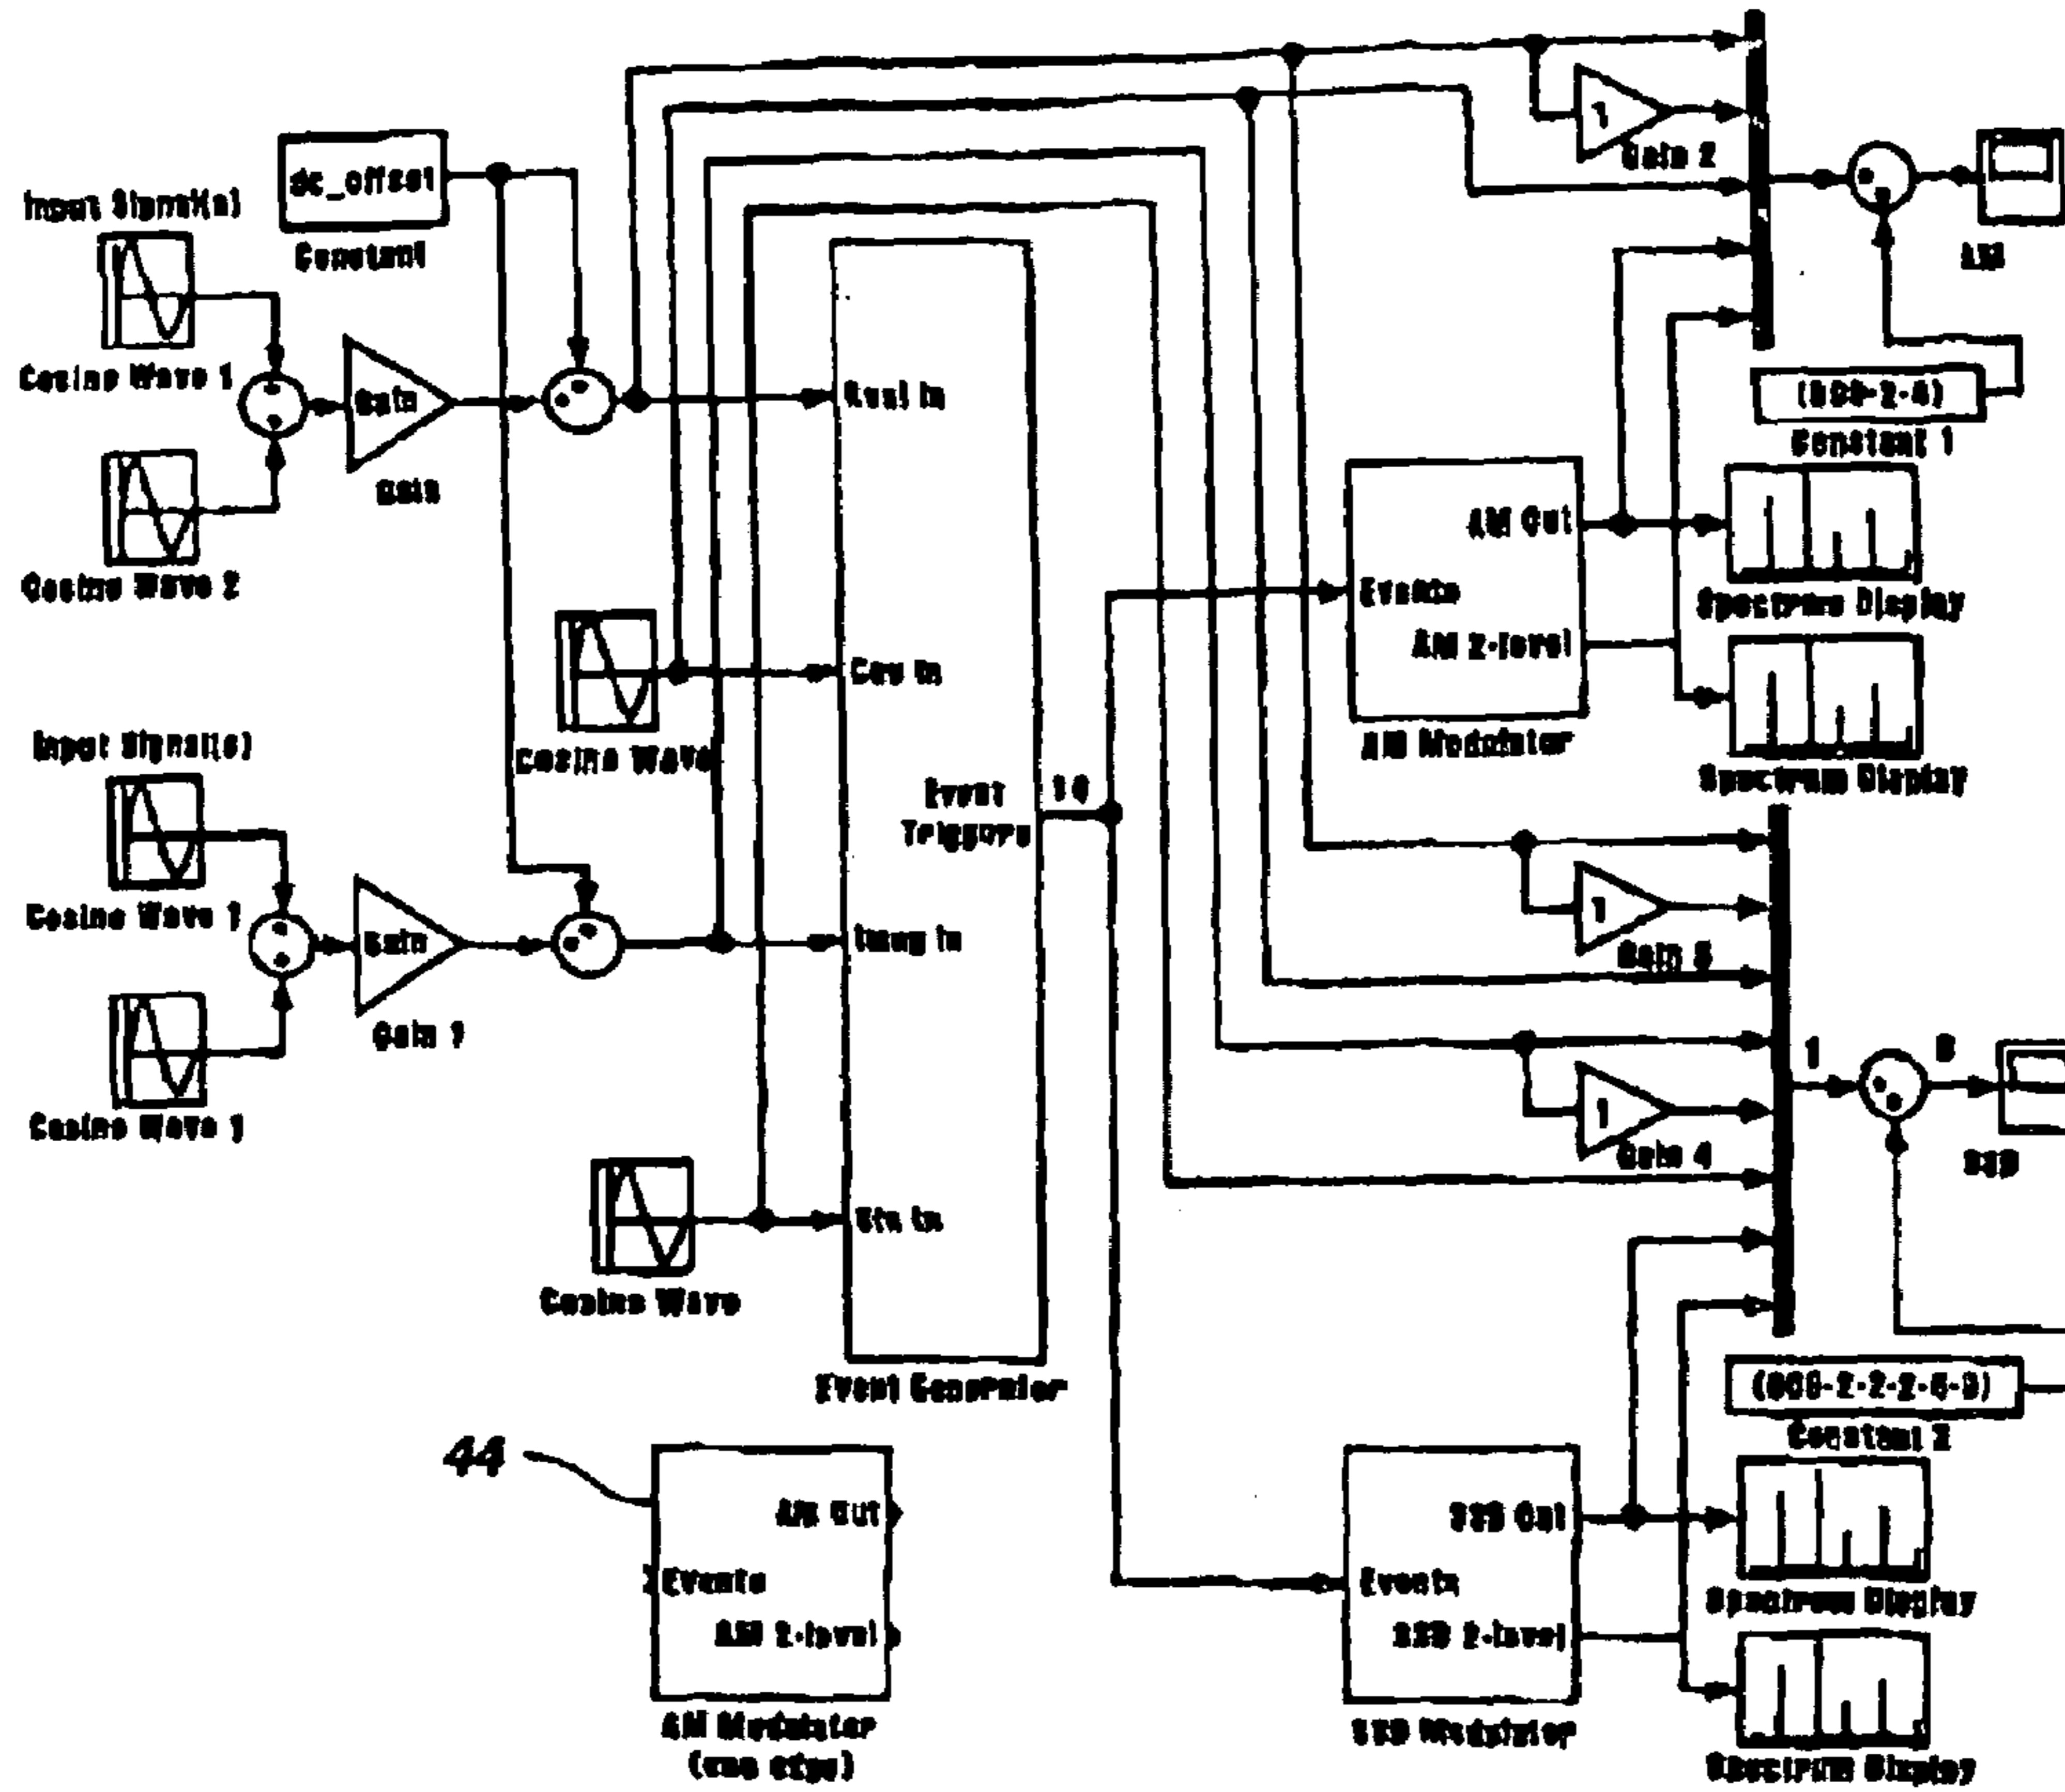 Input Signal(s)
dc_offset
Constant
Cosine Wave 1
Gain
Gain
Cosine Wave 2
Cosine Wave
Input Signal(s)
Cosine Wave 1
Gain
Gain 1
Cosine Wave 1
Cosine Wave
Real In
Cos In
Event
Triggers
Imag In
Sin In
Event Generator
44
AM Out
Events
AM 2-level
AM Modulator
1
Gain 2
AM
Constant 1
AM Out
Events
AM 2-level
AM Modulator
Spectrum Display
Spectrum Display
1
Gain 3
1
Gain 4
1
SSB
Constant 2
SSB Out
Events
SSB 2-level
SSB Modulator
Spectrum Display
Spectrum Display